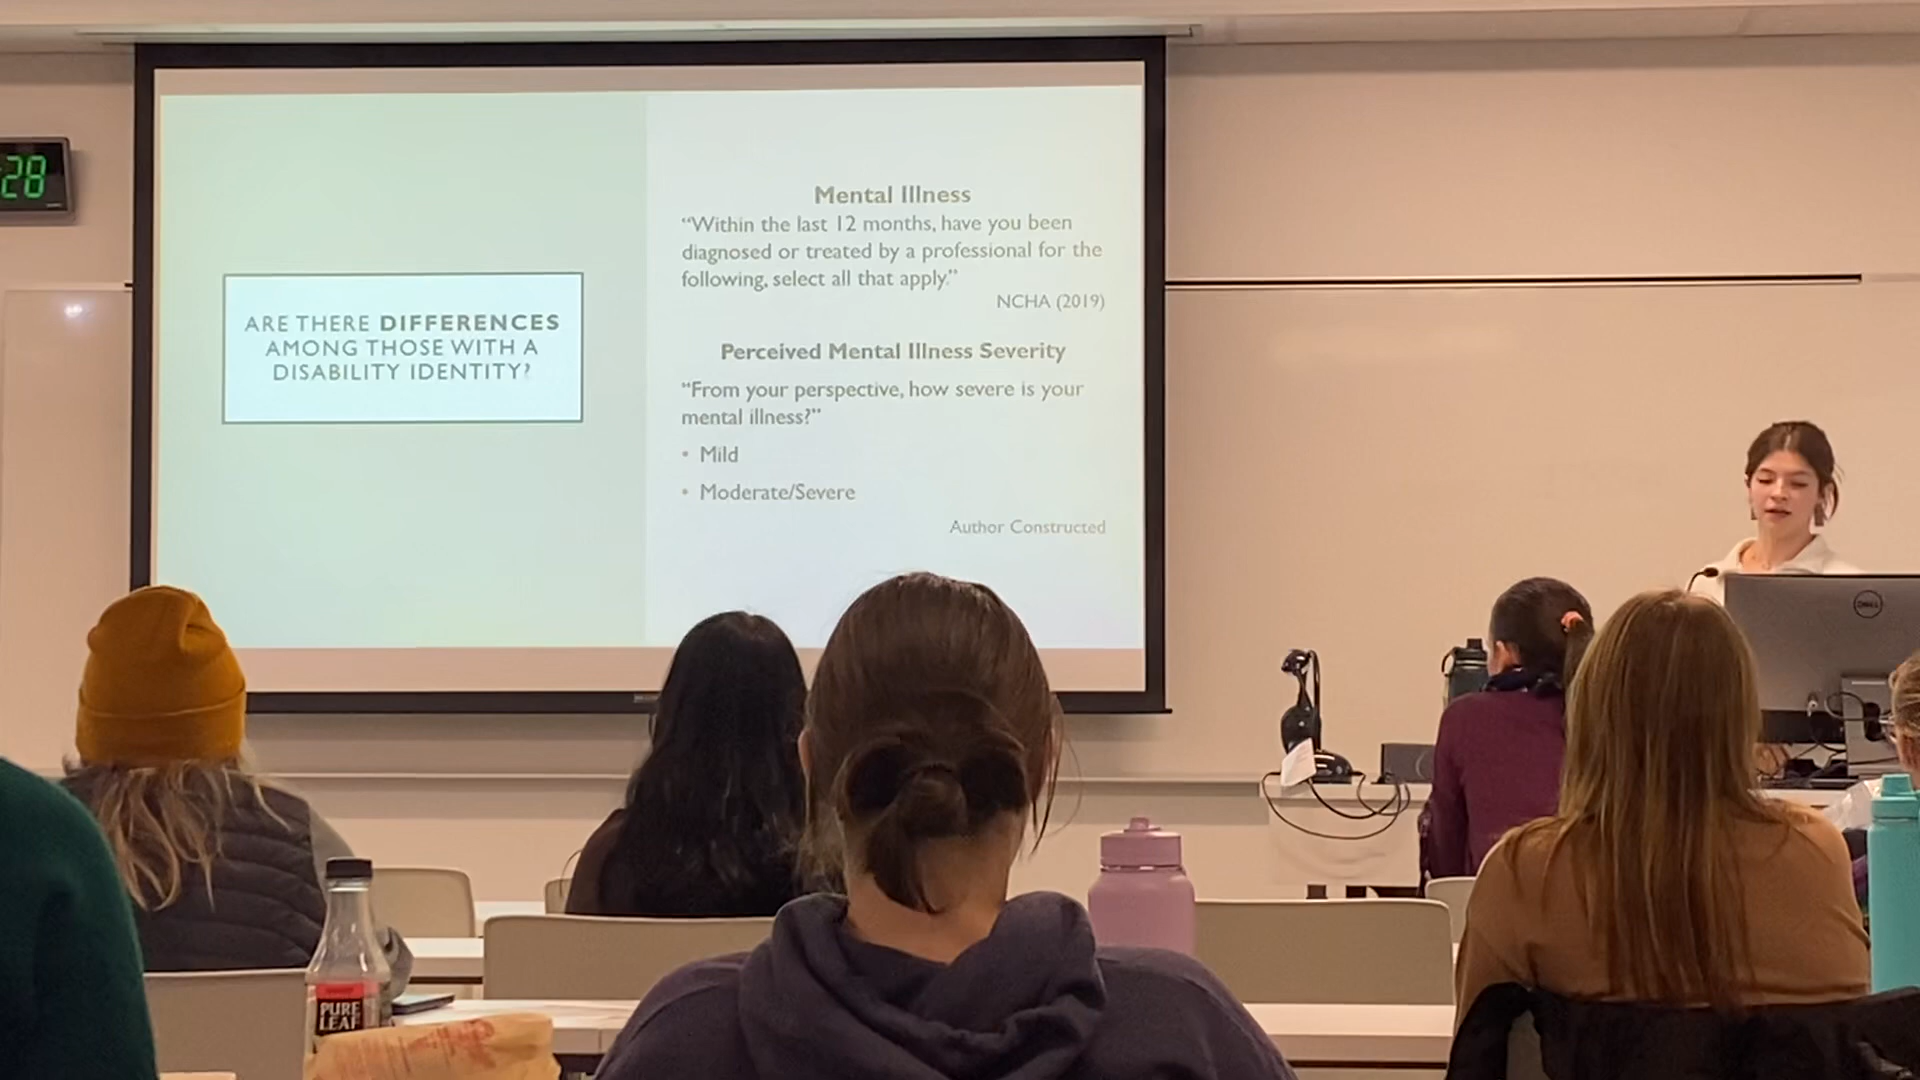 28
ARE THERE DIFFERENCES
AMONG THOSE WITH A
DISABILITY IDENTITY?
Mental Illness
“Within the last 12 months, have you been
diagnosed or treated by a professional for the
following, select all that apply.”
NCHA (2019)
Perceived Mental Illness Severity
“From your perspective, how severe is your
mental illness?”
• Mild
• Moderate/Severe
Author Constructed
DELL
PURE
LEAF